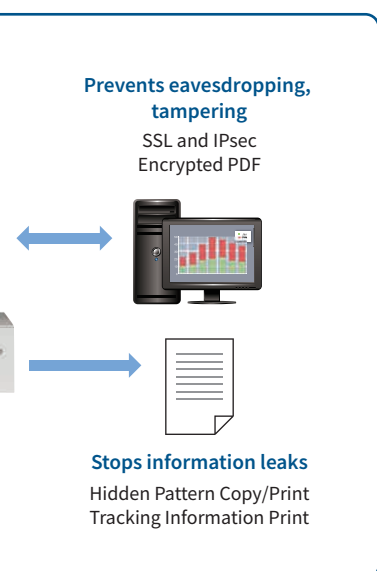 Prevents eavesdropping,
tampering
SSL and IPsec
Encrypted PDF
Stops information leaks
Hidden Pattern Copy/Print
Tracking Information Print